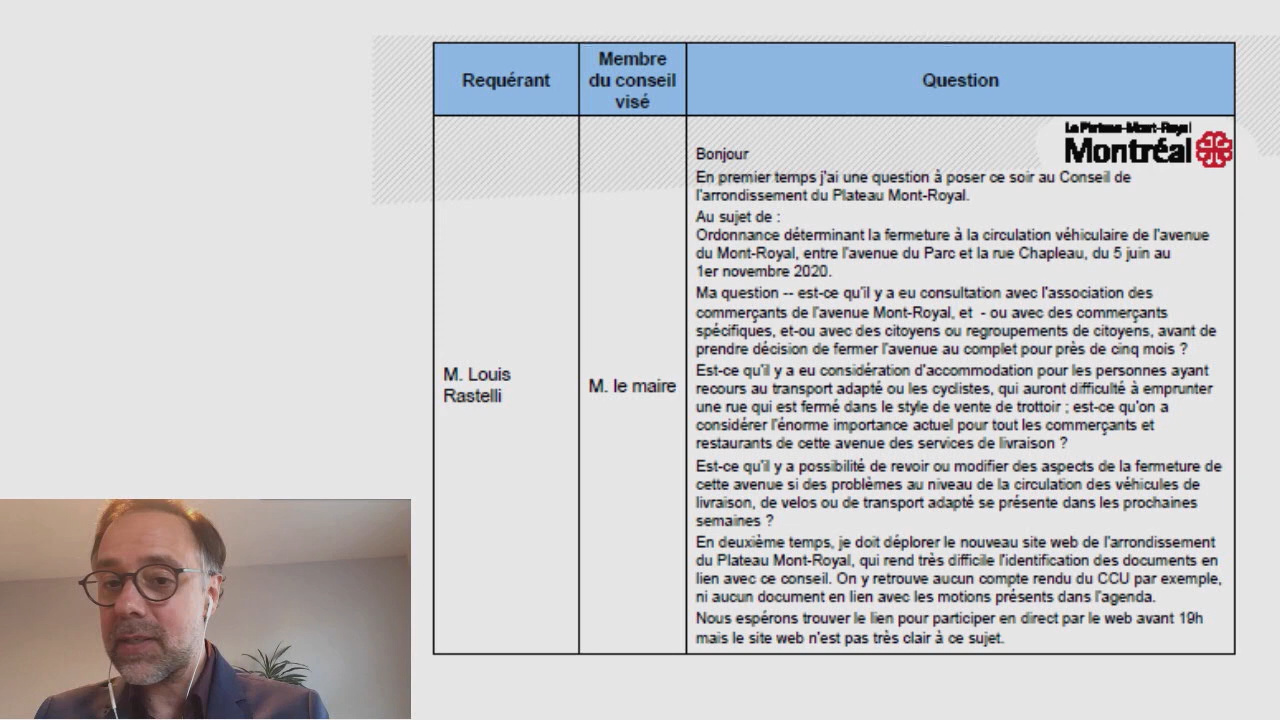 Requérant
Membre
du conseil
visé
Question
Le Plateau-Mont-Royal
Montréal
Bonjour
En premier temps j'ai une question à poser ce soir au Conseil de
l'arrondissement du Plateau Mont-Royal.
Au sujet de :
Ordonnance déterminant la fermeture à la circulation véhiculaire de l'avenue
du Mont-Royal, entre l'avenue du Parc et la rue Chapleau, du 5 juin au
1er novembre 2020.
Ma question -- est-ce qu'il y a eu consultation avec l'association des
commerçants de l'avenue Mont-Royal, et - ou avec des commerçants
spécifiques, et-ou avec des citoyens ou regroupements de citoyens, avant de
prendre décision de fermer l'avenue au complet pour près de cinq mois ?
M. Louis
Rastelli
M. le maire
Est-ce qu'il y a eu considération d'accommodation pour les personnes ayant
recours au transport adapté ou les cyclistes, qui auront difficulté à emprunter
une rue qui est fermé dans le style de vente de trottoir ; est-ce qu'on a
considérer l'énorme importance actuel pour tout les commerçants et
restaurants de cette avenue des services de livraison ?
Est-ce qu'il y a possibilité de revoir ou modifier des aspects de la fermeture de
cette avenue si des problèmes au niveau de la circulation des véhicules de
livraison, de velos ou de transport adapté se présente dans les prochaines
semaines ?
En deuxième temps, je doit déplorer le nouveau site web de l'arrondissement
du Plateau Mont-Royal, qui rend très difficile l'identification des documents en
lien avec ce conseil. On y retrouve aucun compte rendu du CCU par exemple,
ni aucun document en lien avec les motions présents dans l'agenda.
Nous espérons trouver le lien pour participer en direct par le web avant 19h
mais le site web n'est pas très clair à ce sujet.